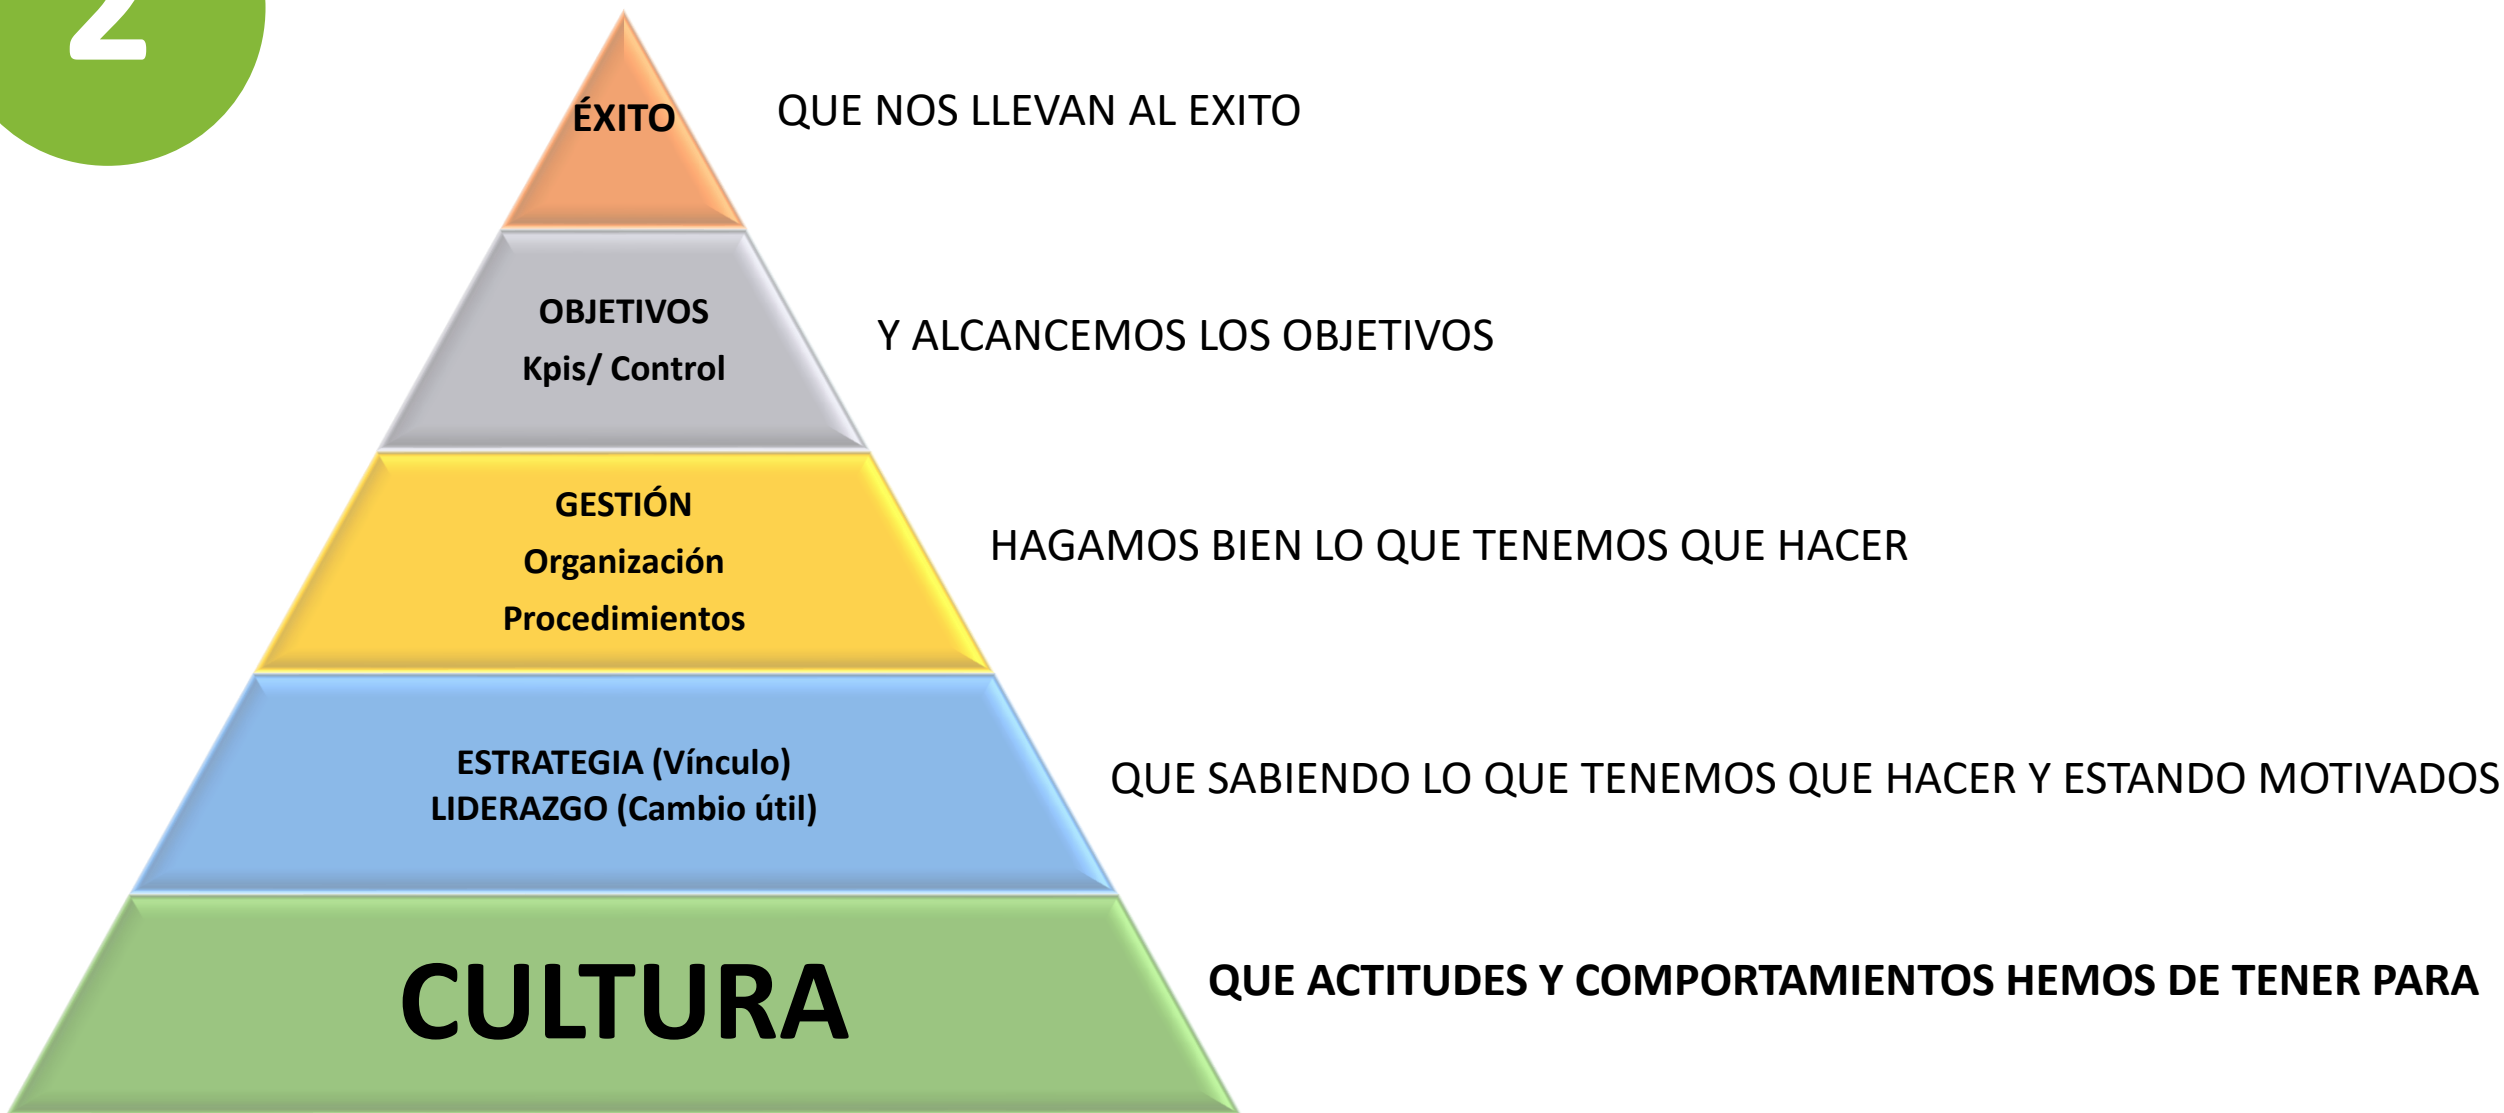 2
ÉXITO
QUE NOS LLEVAN AL EXITO
OBJETIVOS
Kpis/ Control
Y ALCANCEMOS LOS OBJETIVOS
GESTIÓN
Organización
Procedimientos
HAGAMOS BIEN LO QUE TENEMOS QUE HACER
ESTRATEGIA (Vínculo)
LIDERAZGO (Cambio útil)
QUE SABIENDO LO QUE TENEMOS QUE HACER Y ESTANDO MOTIVADOS
CULTURA
QUE ACTITUDES Y COMPORTAMIENTOS HEMOS DE TENER PARA